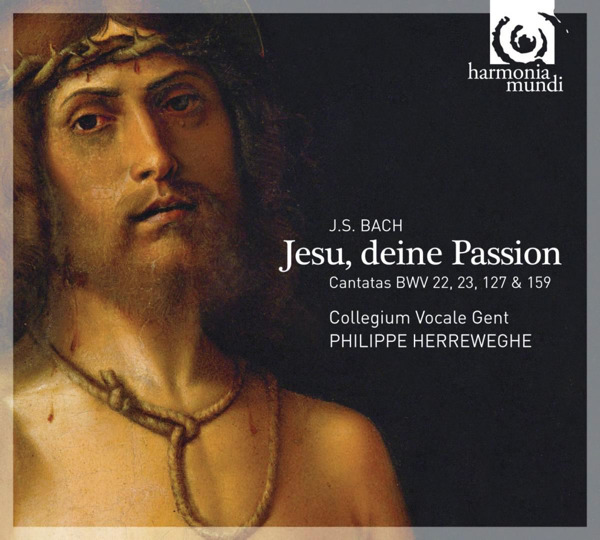 harmonia
mundi
J.S. BACH
Jesu, deine Passion
Cantatas BWV 22, 23, 127 & 159
Collegium Vocale Gent
PHILIPPE HERREWEGHE